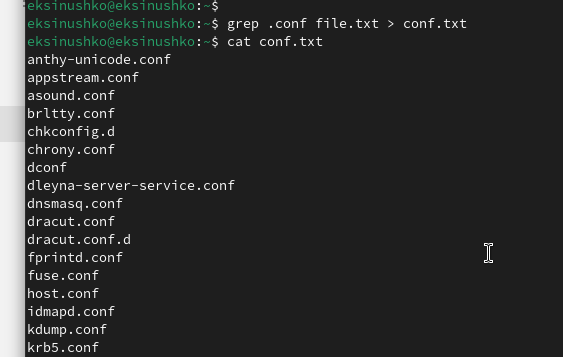 eksinushko@eksinushko:~$
eksinushko@eksinushko:~$ grep .conf file.txt > conf.txt
eksinushko@eksinushko:~$ cat conf.txt
anthy-unicode.conf
appstream.conf
asound.conf
brltty.conf
chkconfig.d
chrony.conf
dconf
dleyna-server-service.conf
dnsmasq.conf
dracut.conf
dracut.conf.d
fprintd.conf
fuse.conf
host.conf
idmapd.conf
kdump.conf
krb5.conf